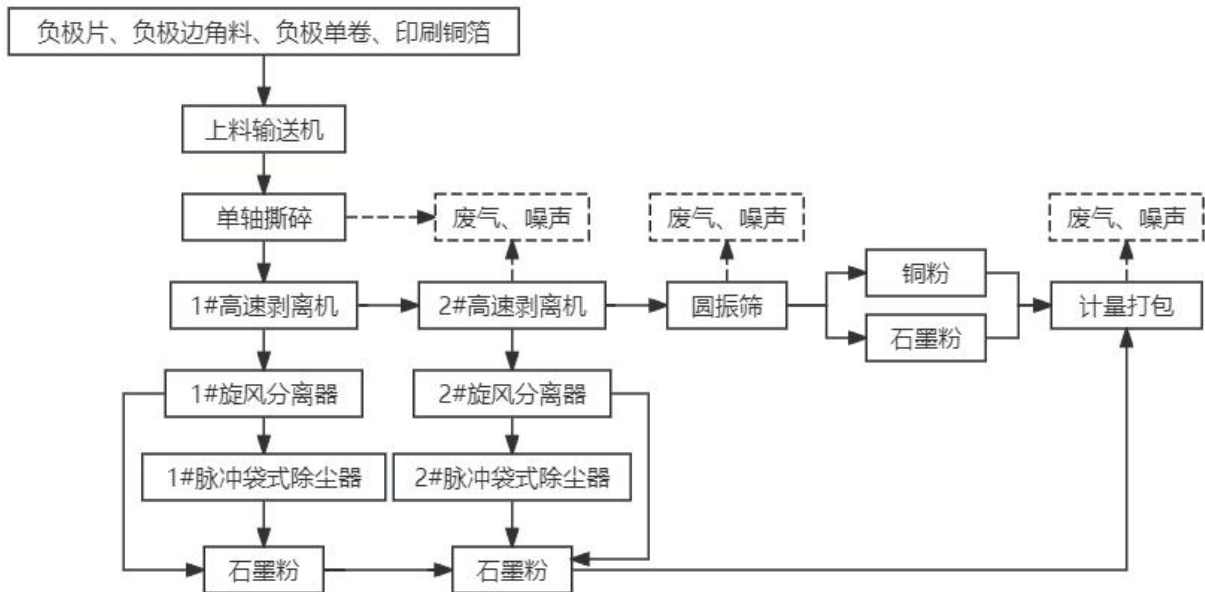 负极片、负极边角料、负极单卷、印刷铜箔
上料输送机
单轴撕碎
废气、噪声
废气、噪声
废气、噪声
铜粉
1#高速剥离机
2#高速剥离机
圆振筛
计量打包
石墨粉
1#旋风分离器
2#旋风分离器
1#脉冲袋式除尘器
2#脉冲袋式除尘器
石墨粉
石墨粉